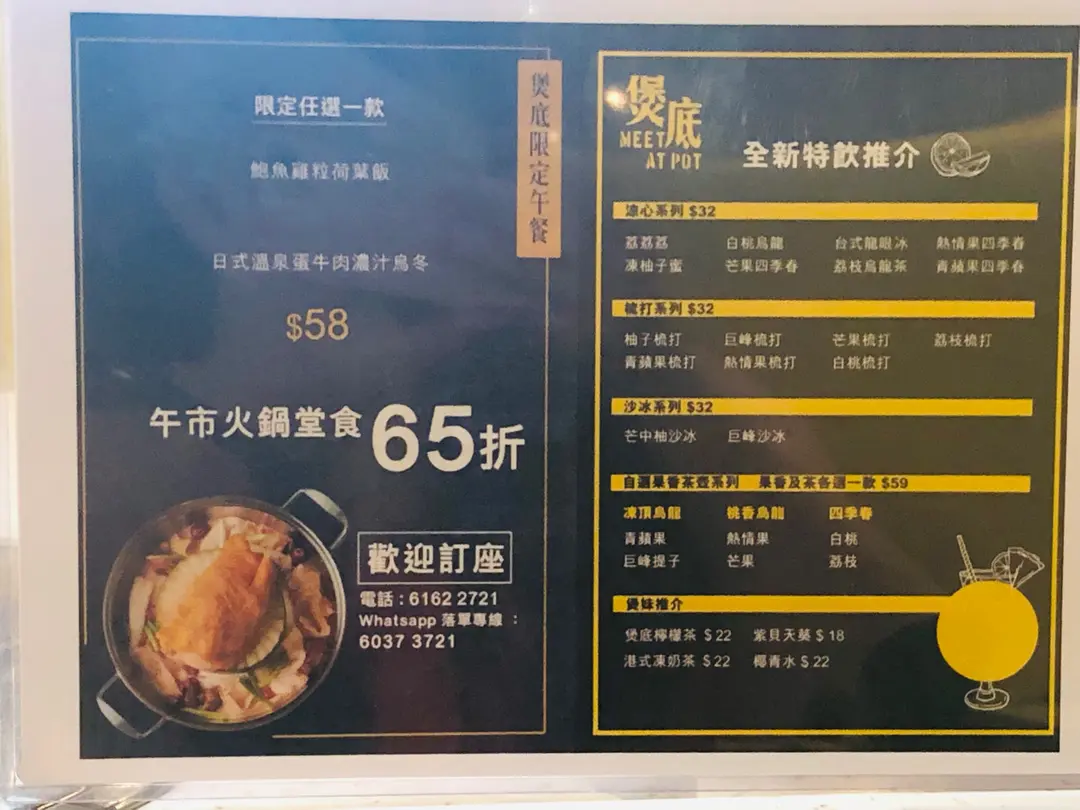 限定任選一款
鮑魚雞粒荷葉飯
日式溫泉蛋牛肉濃汁烏冬
$58
煲底限定午餐
午市火鍋堂食65折
歡迎訂座
電話：6162 2721
Whatsapp 落單專線：
6037 3721
煲底
MEET
AT POT
全新特飲推介
涼心系列 $32
荔荔荔 白桃烏龍 台式龍眼冰 熱情果四季春
凍柚子蜜 芒果四季春 荔枝烏龍茶 青蘋果四季春
梳打系列 $32
柚子梳打 巨峰梳打 芒果梳打 荔枝梳打
青蘋果梳打 熱情果梳打 白桃梳打
沙冰系列 $32
芒中柚沙冰 巨峰沙冰
自選果香茶壺系列 果香及茶各選一款 $59
凍頂烏龍 桃香烏龍 四季春
青蘋果 熱情果 白桃
巨峰提子 芒果 荔枝
煲妹推介
煲底檸檬茶 $22 紫貝天葵 $18
港式凍奶茶 $22 椰青水 $22